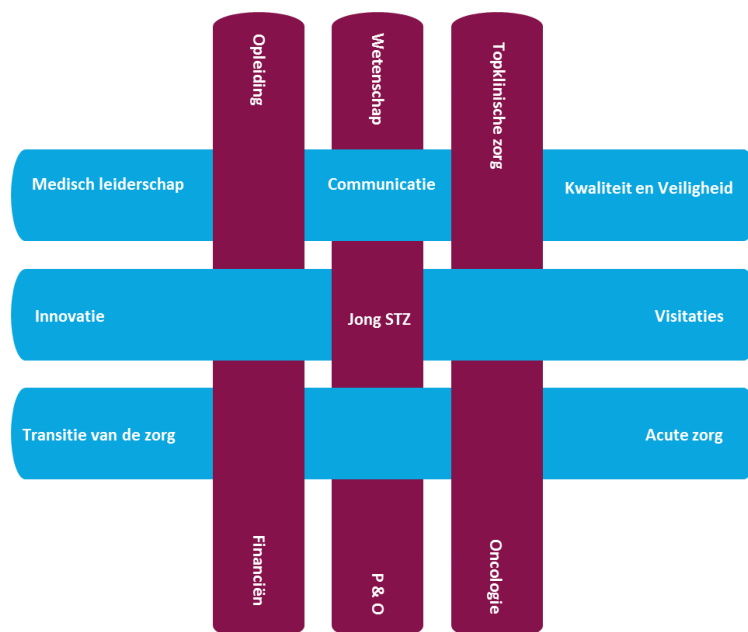 Opleiding
Wetenschap
Topklinische zorg
Medisch leiderschap
Communicatie
Kwaliteit en Veiligheid
Innovatie
Jong STZ
Visitaties
Transitie van de zorg
Acute zorg
Financiën
P & O
Oncologie